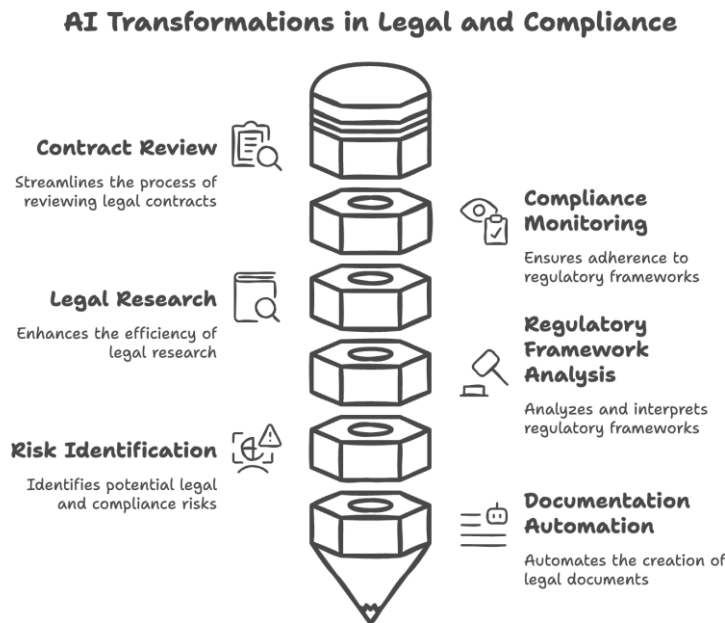 AI Transformations in Legal and Compliance
Contract Review
Streamlines the process of
reviewing legal contracts
Compliance
Monitoring
Ensures adherence to
regulatory frameworks
Legal Research
Enhances the efficiency of
legal research
Regulatory
Framework
Analysis
Analyzes and interprets
regulatory frameworks
Risk Identification
Identifies potential legal
and compliance risks
Documentation
Automation
Automates the creation of
legal documents